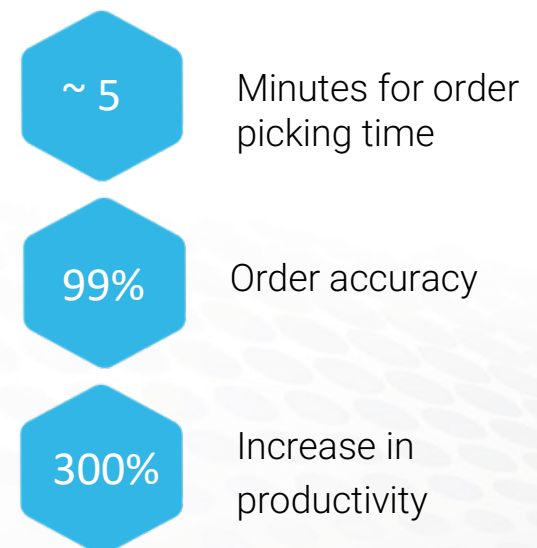 ~ 5
Minutes for order
picking time
99%
Order accuracy
300%
Increase in
productivity